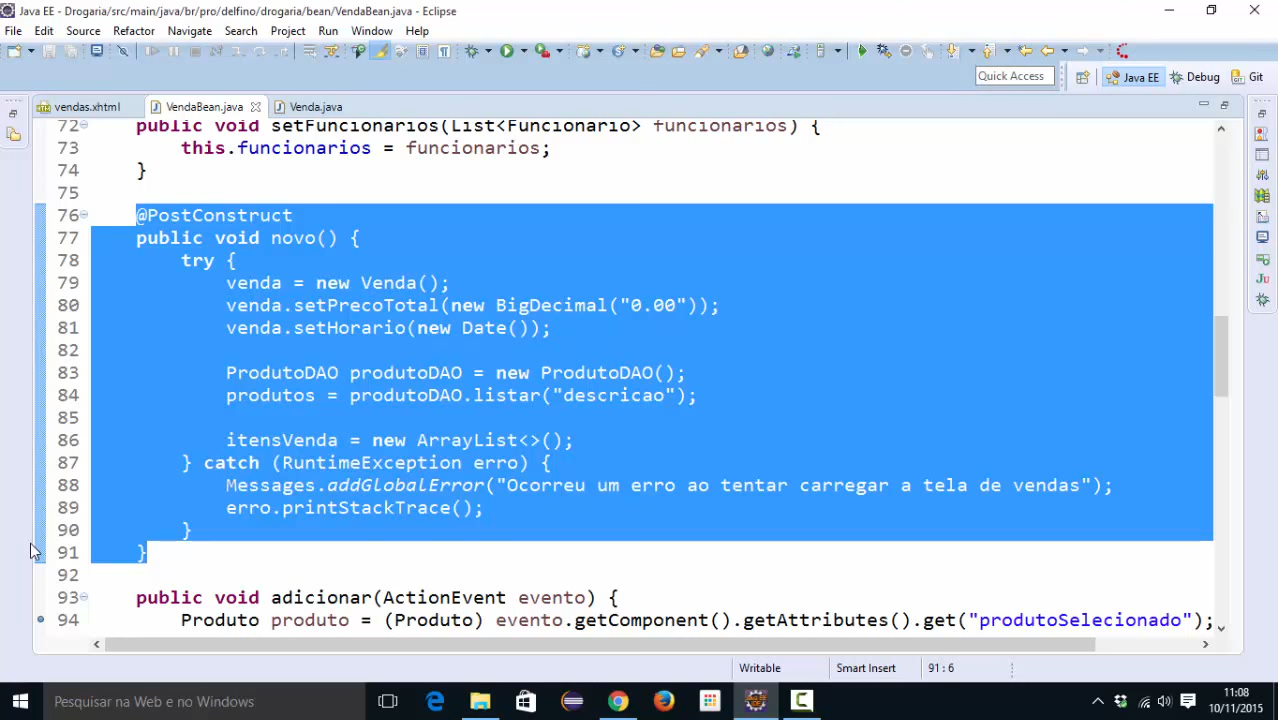 Java EE - Drogaria/src/main/java/br/pro/delfino/drogaria/bean/VendaBean.java - Eclipse
File Edit Source Refactor Navigate Search Project Run Window Help
Quick Access Java EE Debug Git
vendas.xhtml VendaBean.java Venda.java
72 public void setFuncionarios(List<Funcionario> funcionarios) {
73 this.funcionarios = funcionarios;
74 }
75
76 @PostConstruct
77 public void novo() {
78 try {
79 venda = new Venda();
80 venda.setPrecoTotal(new BigDecimal("0.00"));
81 venda.setHorario(new Date());
82
83 ProdutoDAO produtoDAO = new ProdutoDAO();
84 produtos = produtoDAO.listar("descricao");
85
86 itensVenda = new ArrayList<>();
87 } catch (RuntimeException erro) {
88 Messages.addGlobalError("Ocorreu um erro ao tentar carregar a tela de vendas");
89 erro.printStackTrace();
90 }
91 }
92
93 public void adicionar(ActionEvent evento) {
94 Produto produto = (Produto) evento.getComponent().getAttributes().get("produtoSelecionado");
Writable Smart Insert 91 : 6
Pesquisar na Web e no Windows
11:08
10/11/2015